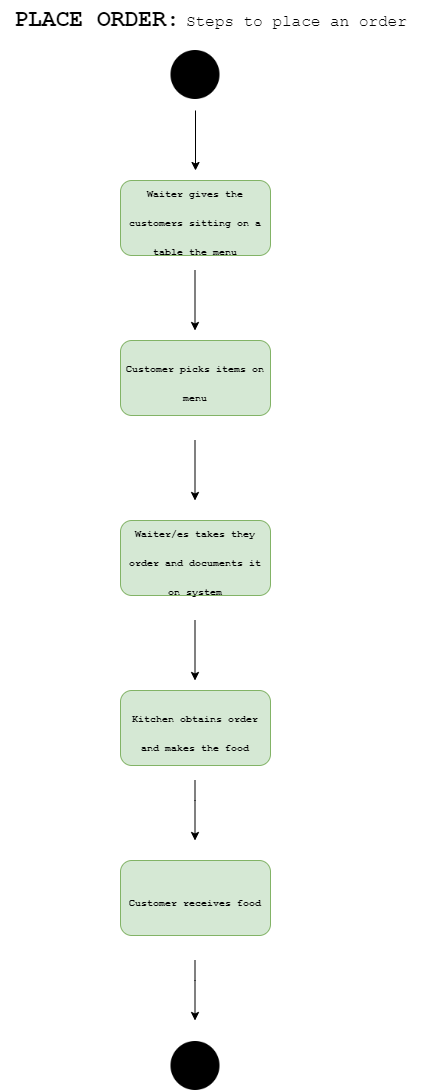 PLACE ORDER: Steps to place an order
Waiter gives the
customers sitting on a
table the menu
Customer picks items on
menu
Waiter/es takes they
order and documents it
on system
Kitchen obtains order
and makes the food
Customer receives food